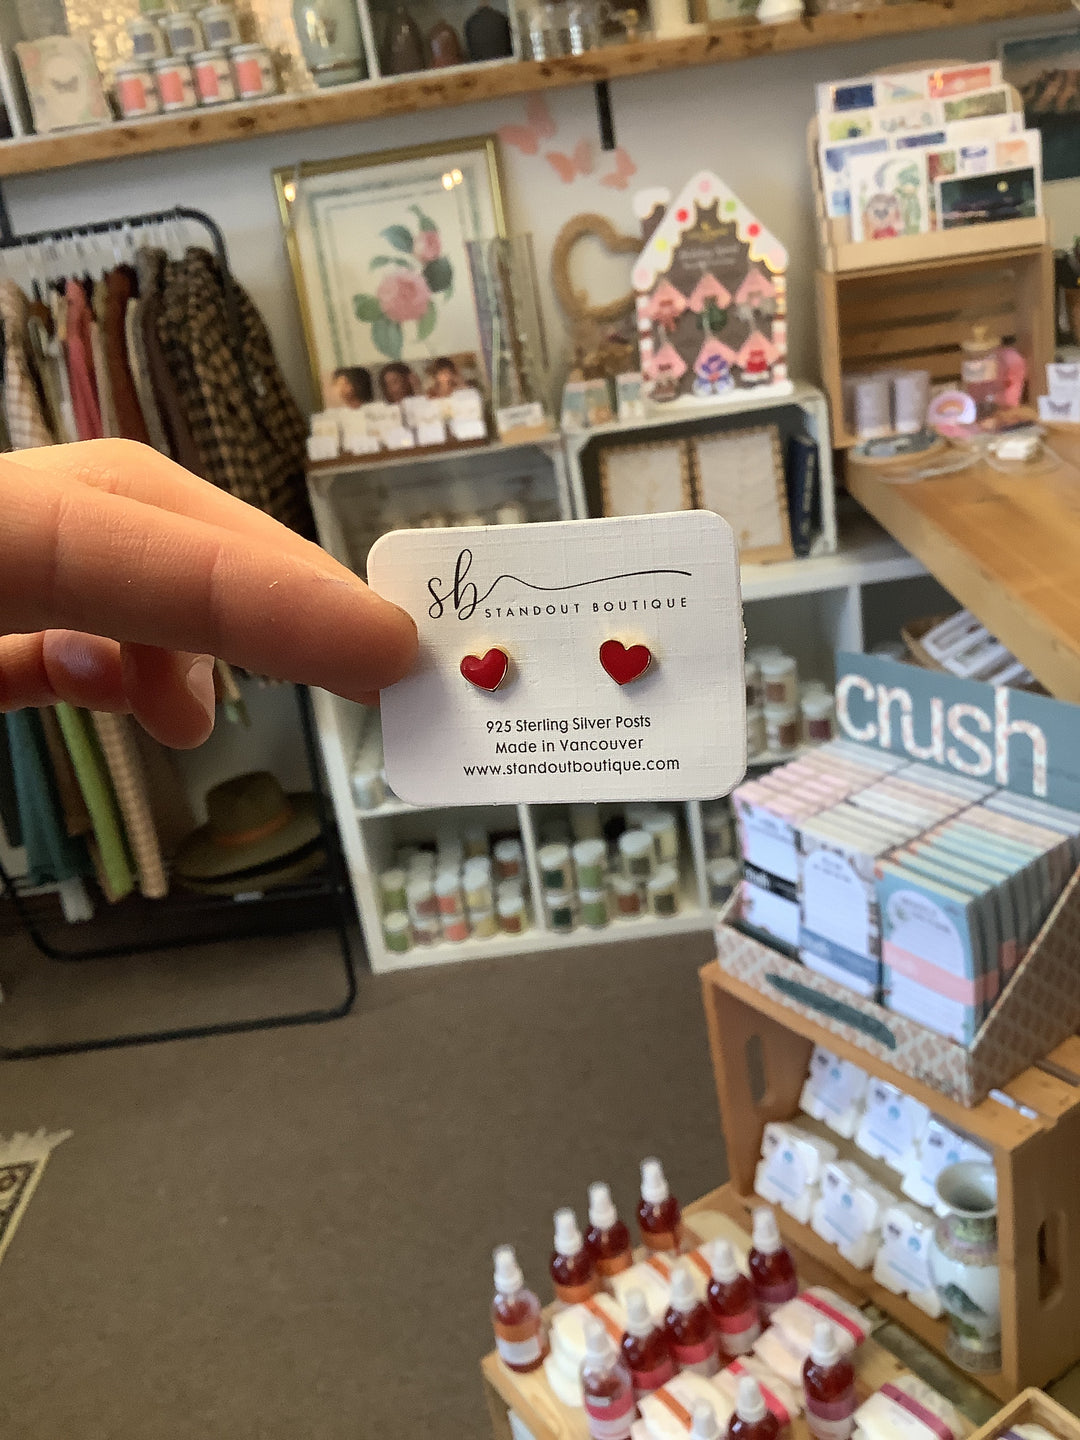 sb
STANDOUT BOUTIQUE
925 Sterling Silver Posts
Made in Vancouver
www.standoutboutique.com
crush